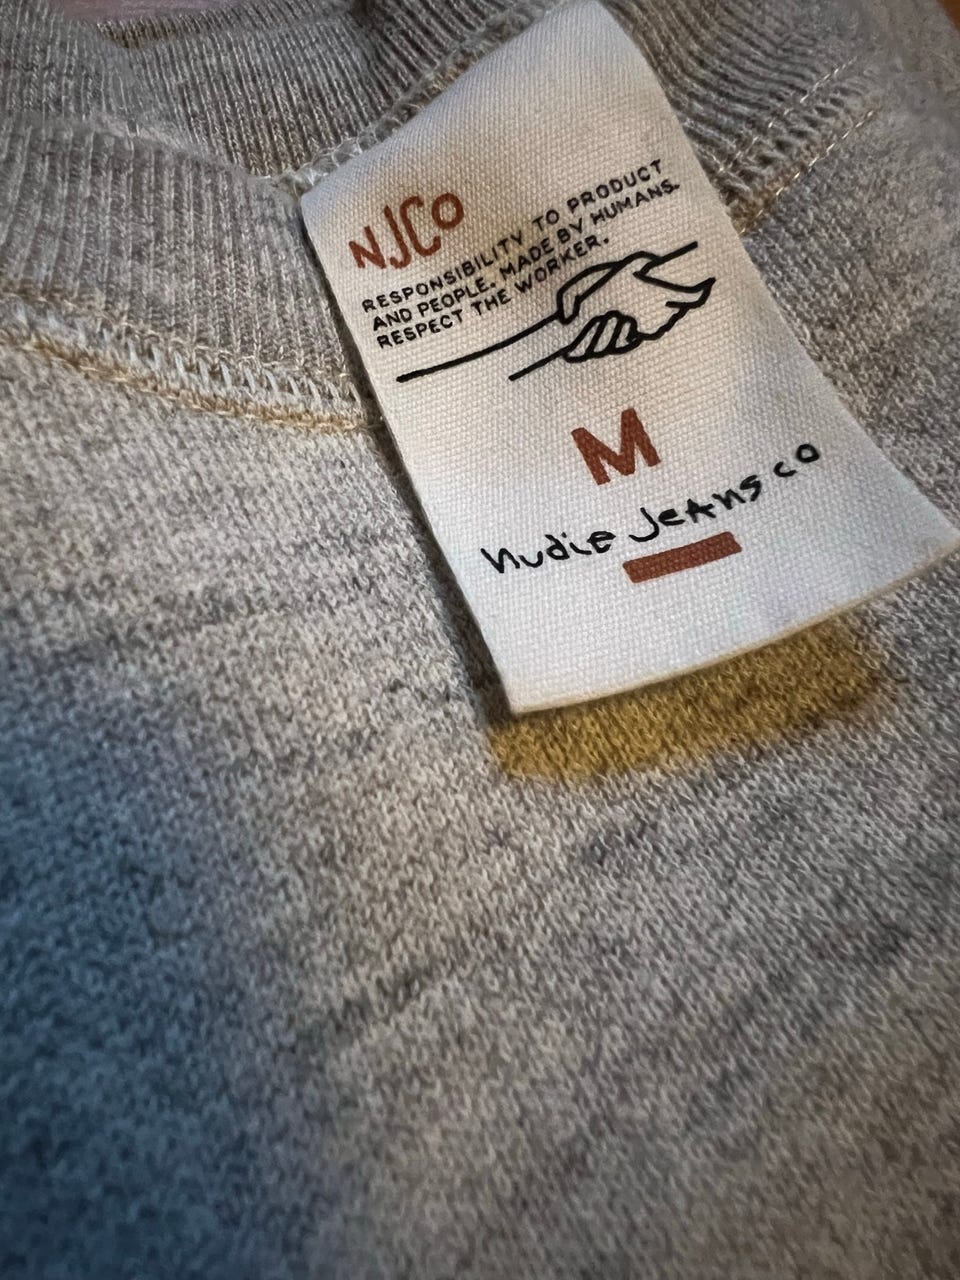 NJCo
RESPONSIBILITY TO PRODUCT
AND PEOPLE. MADE BY HUMANS.
RESPECT THE WORKER.
M
nudie JeAns co